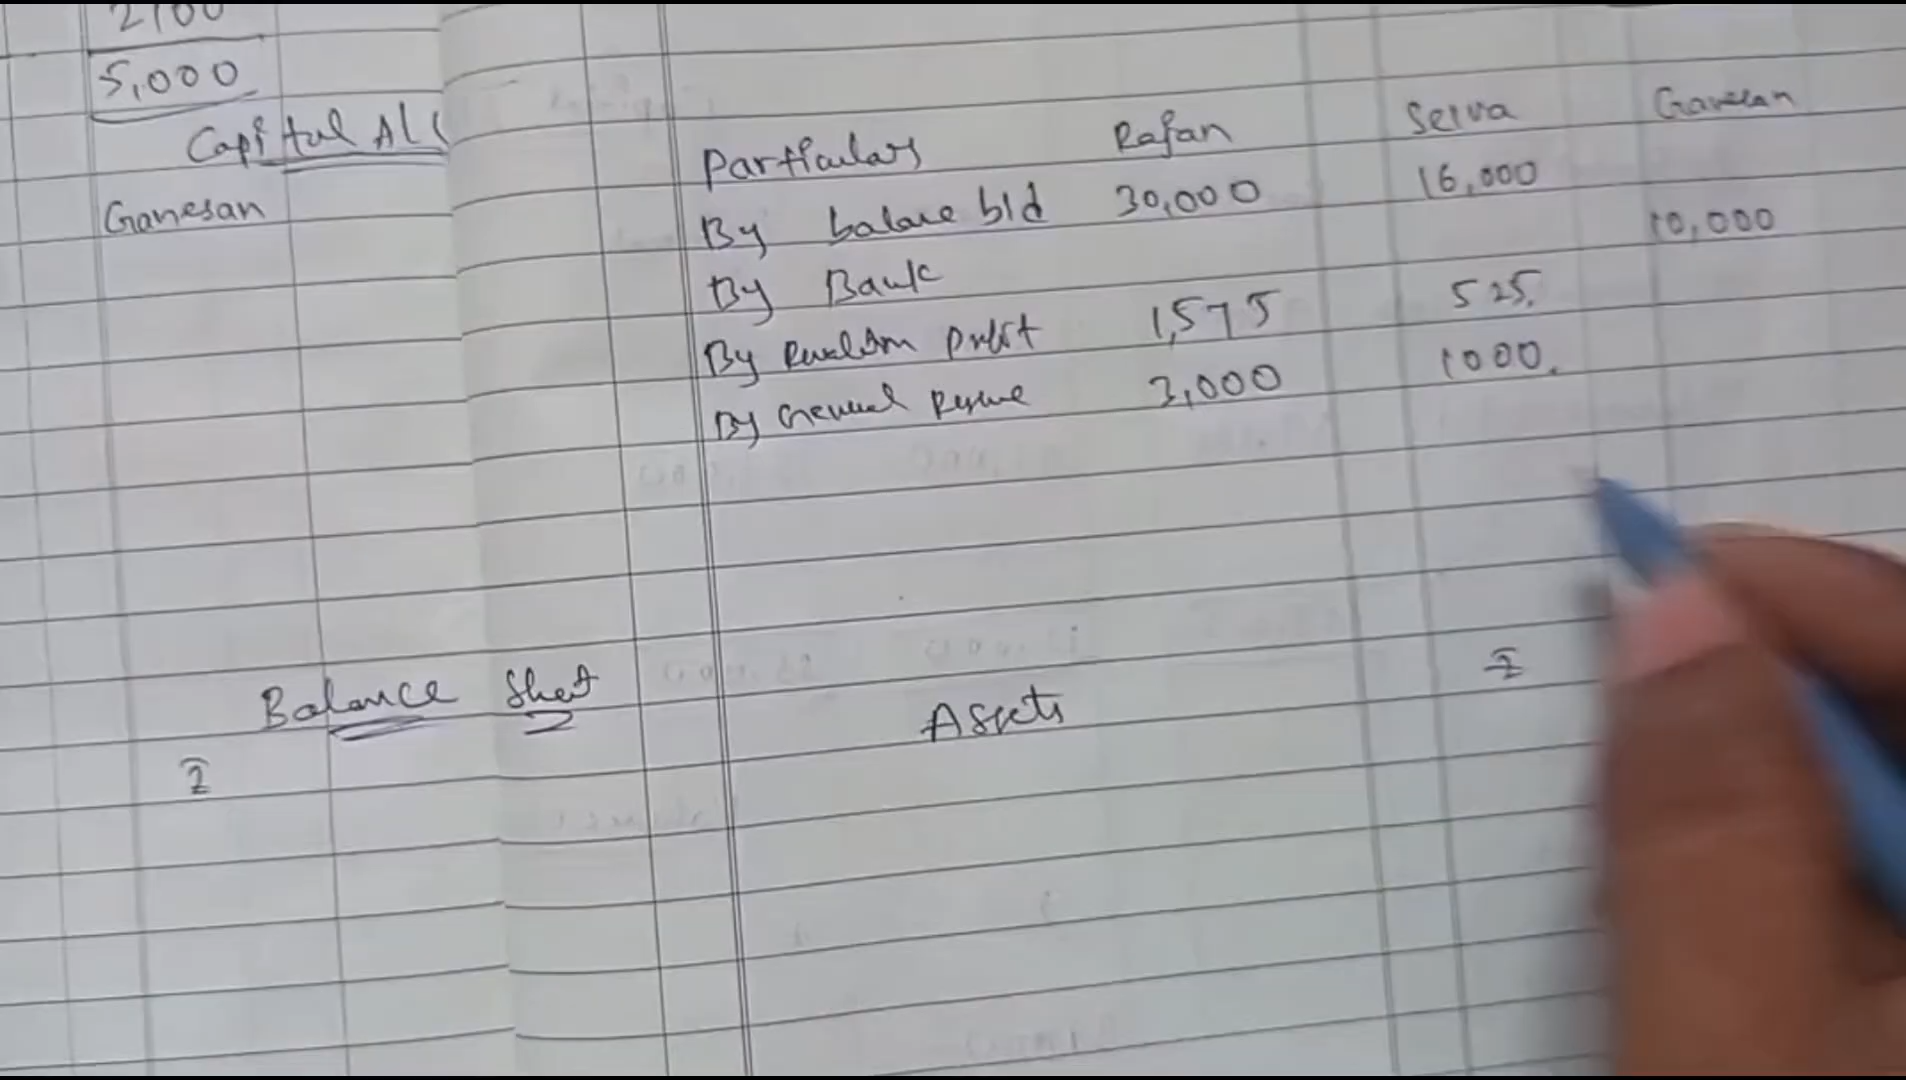 2100
5,000
Capital A/c
Ganesan
Particulars Rajan Selva Ganesan
By balance b/d 30,000 16,000
By Bank 10,000
By Revaluation Profit 1,575 525
By General Reserve 3,000 1000.
Balance Sheet
₹ Assets ₹